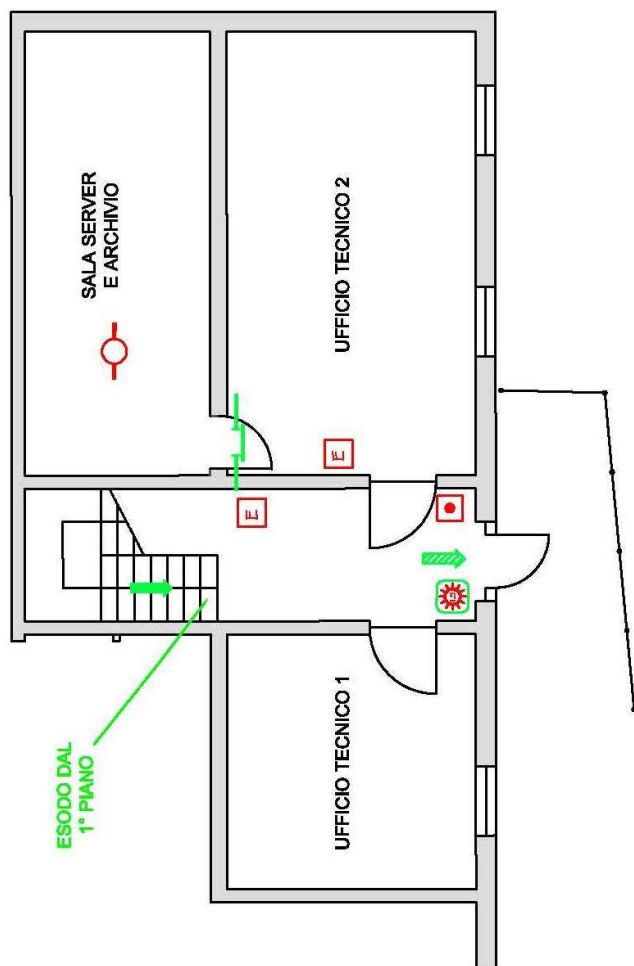 SALA SERVER
E ARCHIVIO
UFFICIO TECNICO 2
E
E
ESODO DAL
1° PIANO
UFFICIO TECNICO 1